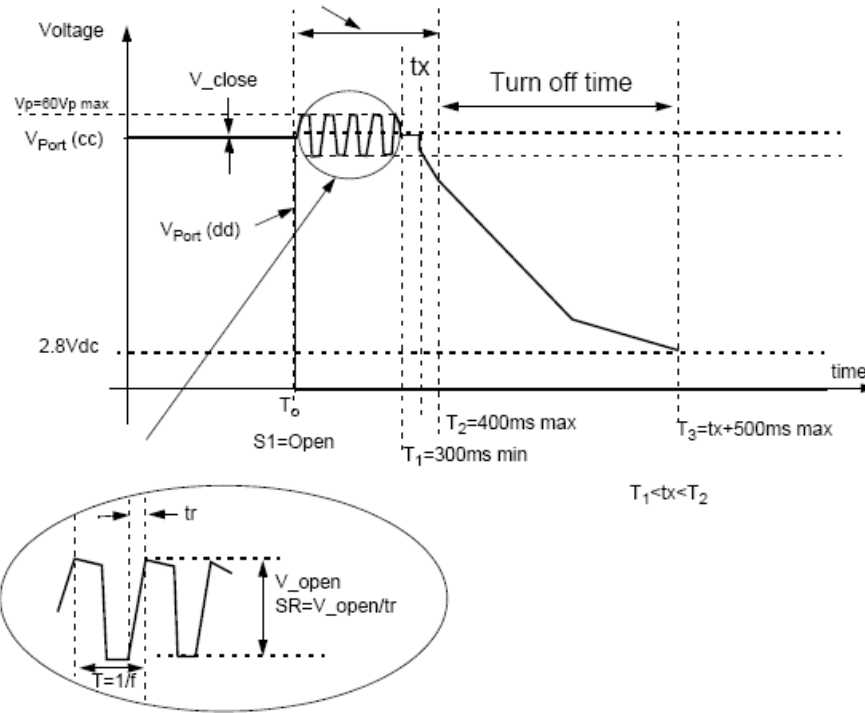 Voltage
V_close
tx
Turn off time
Vp=60Vp max
V_Port (cc)
V_Port (dd)
2.8Vdc
time
T_o
S1=Open
T_2=400ms max
T_1=300ms min
T_3=tx+500ms max
T_1<tx<T_2
tr
V_open
SR=V_open/tr
T=1/f